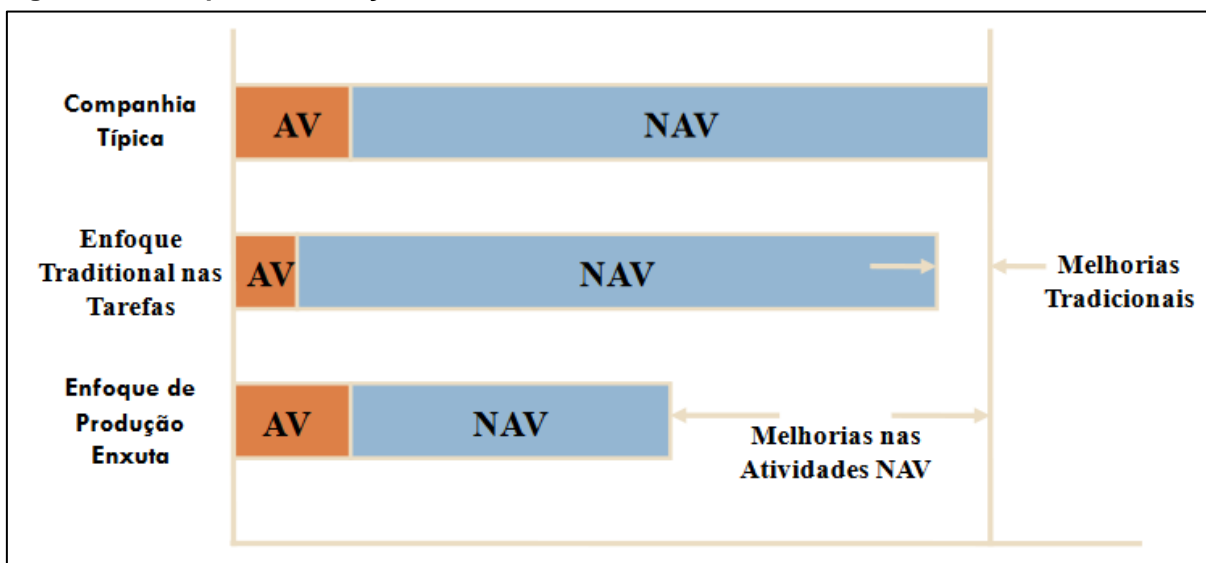 Companhia
Típica
AV
NAV
Enfoque
Traditional nas
Tarefas
AV
NAV
Melhorias
Tradicionais
Enfoque de
Produção
Enxuta
AV
NAV
Melhorias nas
Atividades NAV